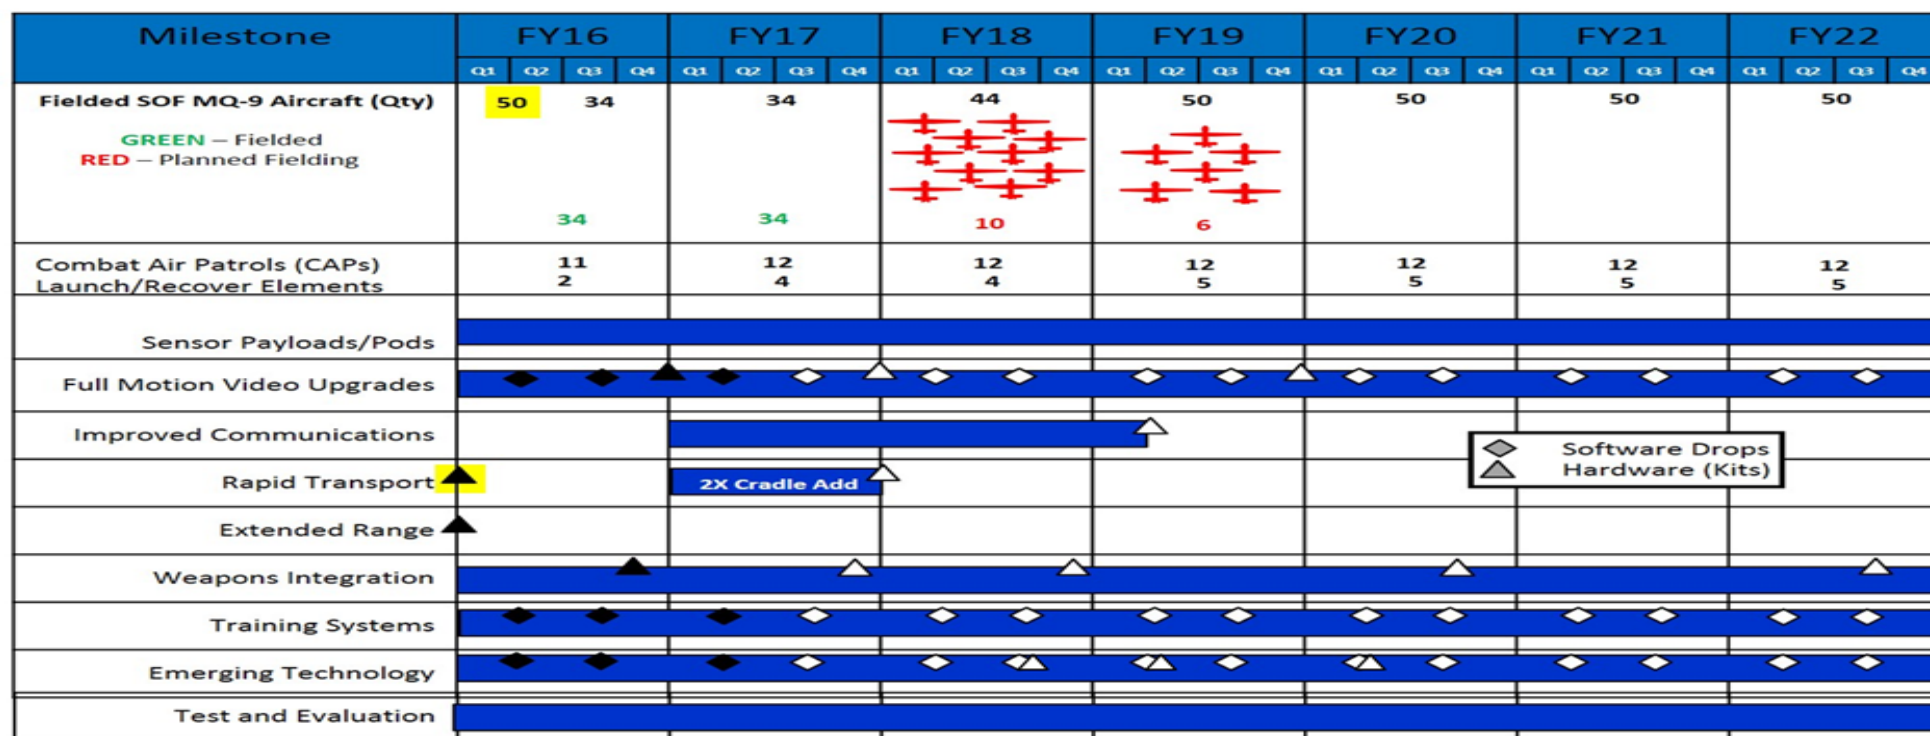 Milestone FY16 FY17 FY18 FY19 FY20 FY21 FY22
Q1 Q2 Q3 Q4 Q1 Q2 Q3 Q4 Q1 Q2 Q3 Q4 Q1 Q2 Q3 Q4 Q1 Q2 Q3 Q4 Q1 Q2 Q3 Q4 Q1 Q2 Q3 Q4
Fielded SOF MQ-9 Aircraft (Qty) 50 34 34 44 50 50 50 50
GREEN – Fielded
RED – Planned Fielding
34 34 10 6
Combat Air Patrols (CAPs) 11 12 12 12 12 12 12
Launch/Recover Elements 2 4 4 5 5 5 5
Sensor Payloads/Pods
Full Motion Video Upgrades
Improved Communications
Software Drops
Hardware (Kits)
Rapid Transport 2X Cradle Add
Extended Range
Weapons Integration
Training Systems
Emerging Technology
Test and Evaluation